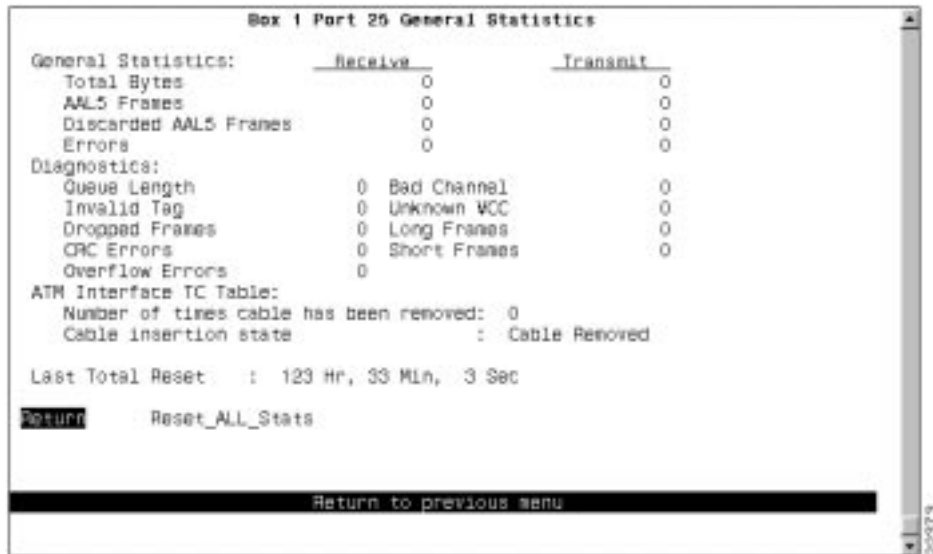 Box 1 Port 25 General Statistics
General Statistics: Receive Transmit
Total Bytes 0 0
AAL5 Frames 0 0
Discarded AAL5 Frames 0 0
Errors 0 0
Diagnostics:
Queue Length 0 Bad Channel 0
Invalid Tag 0 Unknown VCC 0
Dropped Frames 0 Long Frames 0
CRC Errors 0 Short Frames 0
Overflow Errors 0
ATM Interface TC Table:
Number of times cable has been removed: 0
Cable insertion state : Cable Removed
Last Total Reset : 123 Hr, 33 Min, 3 Sec
Return Reset_ALL_Stats
Return to previous menu